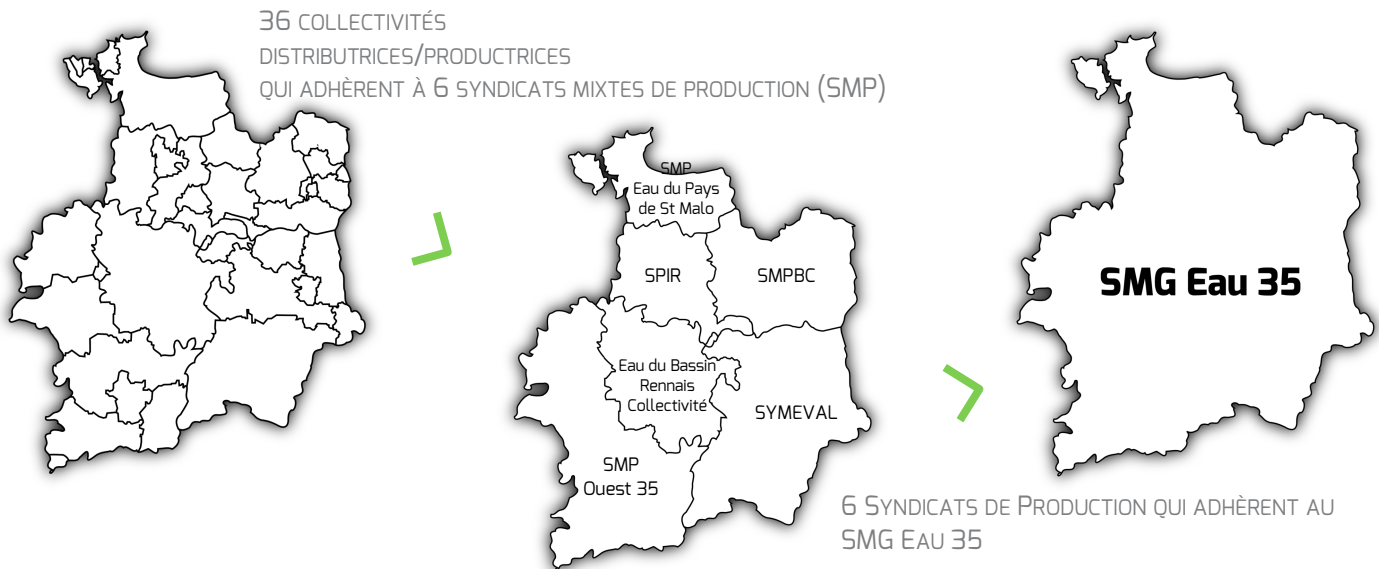 36 COLLECTIVITÉS
DISTRIBUTRICES/PRODUCTRICES
QUI ADHÈRENT À 6 SYNDICATS MIXTES DE PRODUCTION (SMP)
SMP
Eau du Pays
de St Malo
SPIR
SMPBC
Eau du Bassin
Rennais
Collectivité
SYMEVAL
SMP
Ouest 35
SMG Eau 35
6 SYNDICATS DE PRODUCTION QUI ADHÈRENT AU
SMG EAU 35